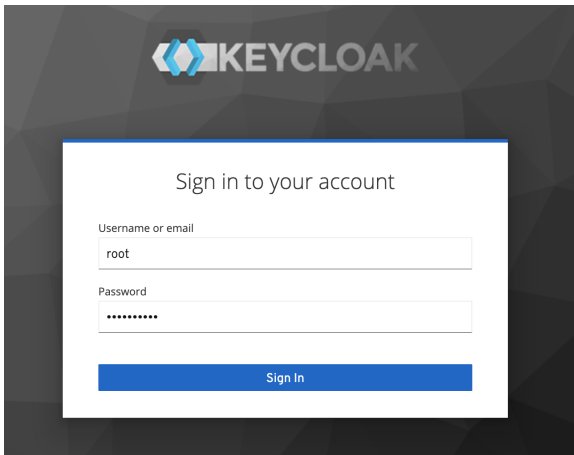 KEYCLOAK
Sign in to your account
Username or email
root
Password
••••••••••
Sign In